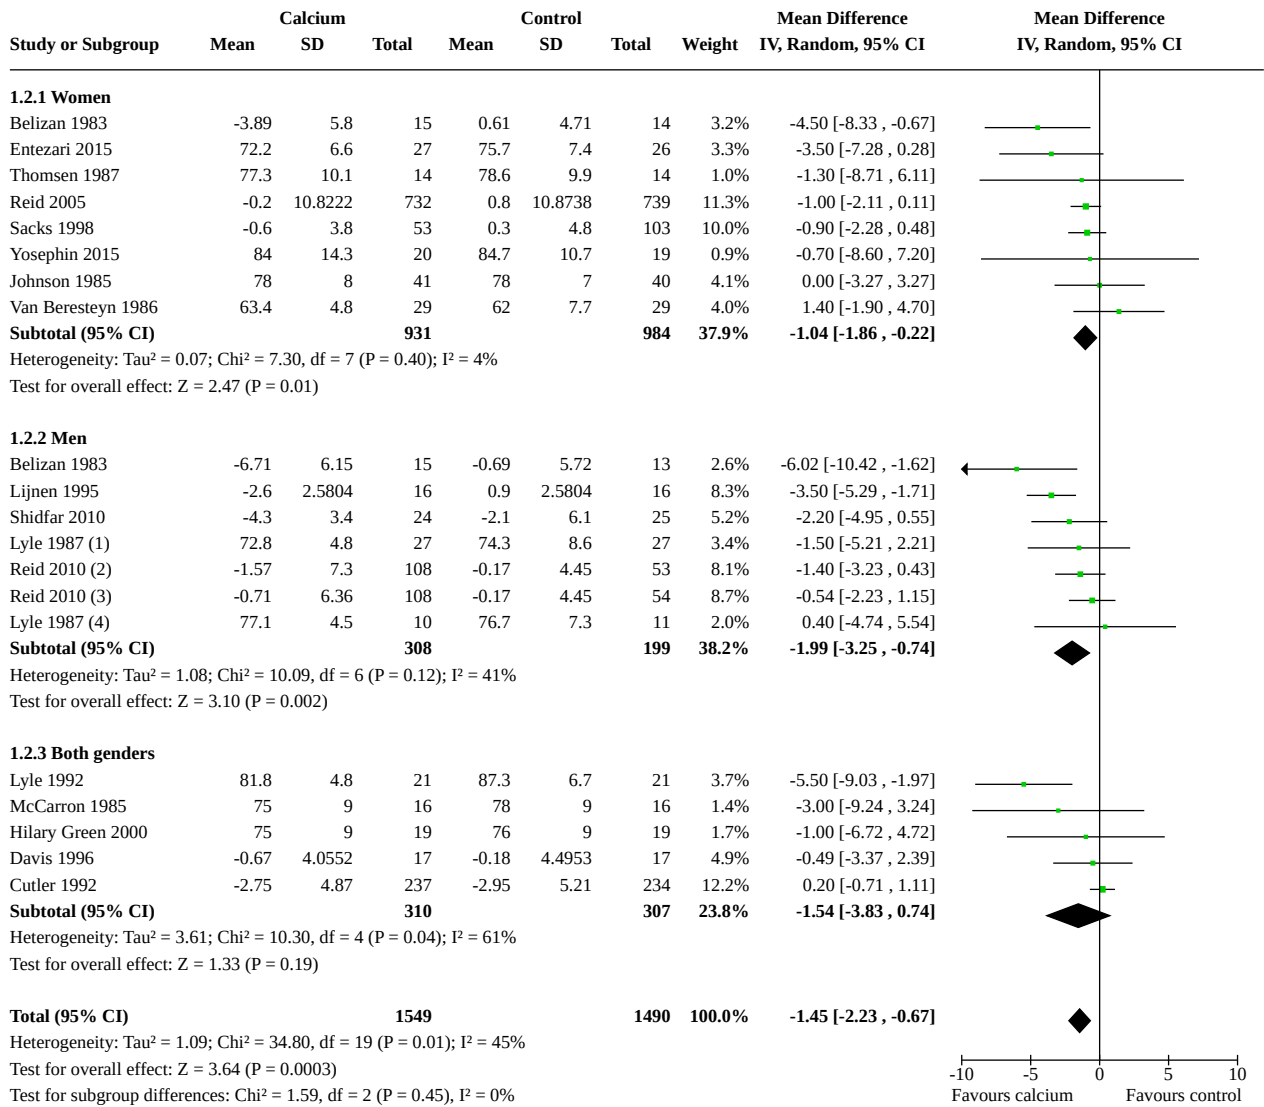 Calcium Control Mean Difference Mean Difference
Study or Subgroup Mean SD Total Mean SD Total Weight IV, Random, 95% CI IV, Random, 95% CI
1.2.1 Women
Belizan 1983 -3.89 5.8 15 0.61 4.71 14 3.2% -4.50 [-8.33 , -0.67]
Entezari 2015 72.2 6.6 27 75.7 7.4 26 3.3% -3.50 [-7.28 , 0.28]
Thomsen 1987 77.3 10.1 14 78.6 9.9 14 1.0% -1.30 [-8.71 , 6.11]
Reid 2005 -0.2 10.8222 732 0.8 10.8738 739 11.3% -1.00 [-2.11 , 0.11]
Sacks 1998 -0.6 3.8 53 0.3 4.8 103 10.0% -0.90 [-2.28 , 0.48]
Yosephin 2015 84 14.3 20 84.7 10.7 19 0.9% -0.70 [-8.60 , 7.20]
Johnson 1985 78 8 41 78 7 40 4.1% 0.00 [-3.27 , 3.27]
Van Beresteyn 1986 63.4 4.8 29 62 7.7 29 4.0% 1.40 [-1.90 , 4.70]
Subtotal (95% CI) 931 984 37.9% -1.04 [-1.86 , -0.22]
Heterogeneity: Tau² = 0.07; Chi² = 7.30, df = 7 (P = 0.40); I² = 4%
Test for overall effect: Z = 2.47 (P = 0.01)
1.2.2 Men
Belizan 1983 -6.71 6.15 15 -0.69 5.72 13 2.6% -6.02 [-10.42 , -1.62]
Lijnen 1995 -2.6 2.5804 16 0.9 2.5804 16 8.3% -3.50 [-5.29 , -1.71]
Shidfar 2010 -4.3 3.4 24 -2.1 6.1 25 5.2% -2.20 [-4.95 , 0.55]
Lyle 1987 (1) 72.8 4.8 27 74.3 8.6 27 3.4% -1.50 [-5.21 , 2.21]
Reid 2010 (2) -1.57 7.3 108 -0.17 4.45 53 8.1% -1.40 [-3.23 , 0.43]
Reid 2010 (3) -0.71 6.36 108 -0.17 4.45 54 8.7% -0.54 [-2.23 , 1.15]
Lyle 1987 (4) 77.1 4.5 10 76.7 7.3 11 2.0% 0.40 [-4.74 , 5.54]
Subtotal (95% CI) 308 199 38.2% -1.99 [-3.25 , -0.74]
Heterogeneity: Tau² = 1.08; Chi² = 10.09, df = 6 (P = 0.12); I² = 41%
Test for overall effect: Z = 3.10 (P = 0.002)
1.2.3 Both genders
Lyle 1992 81.8 4.8 21 87.3 6.7 21 3.7% -5.50 [-9.03 , -1.97]
McCarron 1985 75 9 16 78 9 16 1.4% -3.00 [-9.24 , 3.24]
Hilary Green 2000 75 9 19 76 9 19 1.7% -1.00 [-6.72 , 4.72]
Davis 1996 -0.67 4.0552 17 -0.18 4.4953 17 4.9% -0.49 [-3.37 , 2.39]
Cutler 1992 -2.75 4.87 237 -2.95 5.21 234 12.2% 0.20 [-0.71 , 1.11]
Subtotal (95% CI) 310 307 23.8% -1.54 [-3.83 , 0.74]
Heterogeneity: Tau² = 3.61; Chi² = 10.30, df = 4 (P = 0.04); I² = 61%
Test for overall effect: Z = 1.33 (P = 0.19)
Total (95% CI) 1549 1490 100.0% -1.45 [-2.23 , -0.67]
Heterogeneity: Tau² = 1.09; Chi² = 34.80, df = 19 (P = 0.01); I² = 45%
Test for overall effect: Z = 3.64 (P = 0.0003)
-10 -5 0 5 10
Test for subgroup differences: Chi² = 1.59, df = 2 (P = 0.45), I² = 0%
Favours calcium Favours control